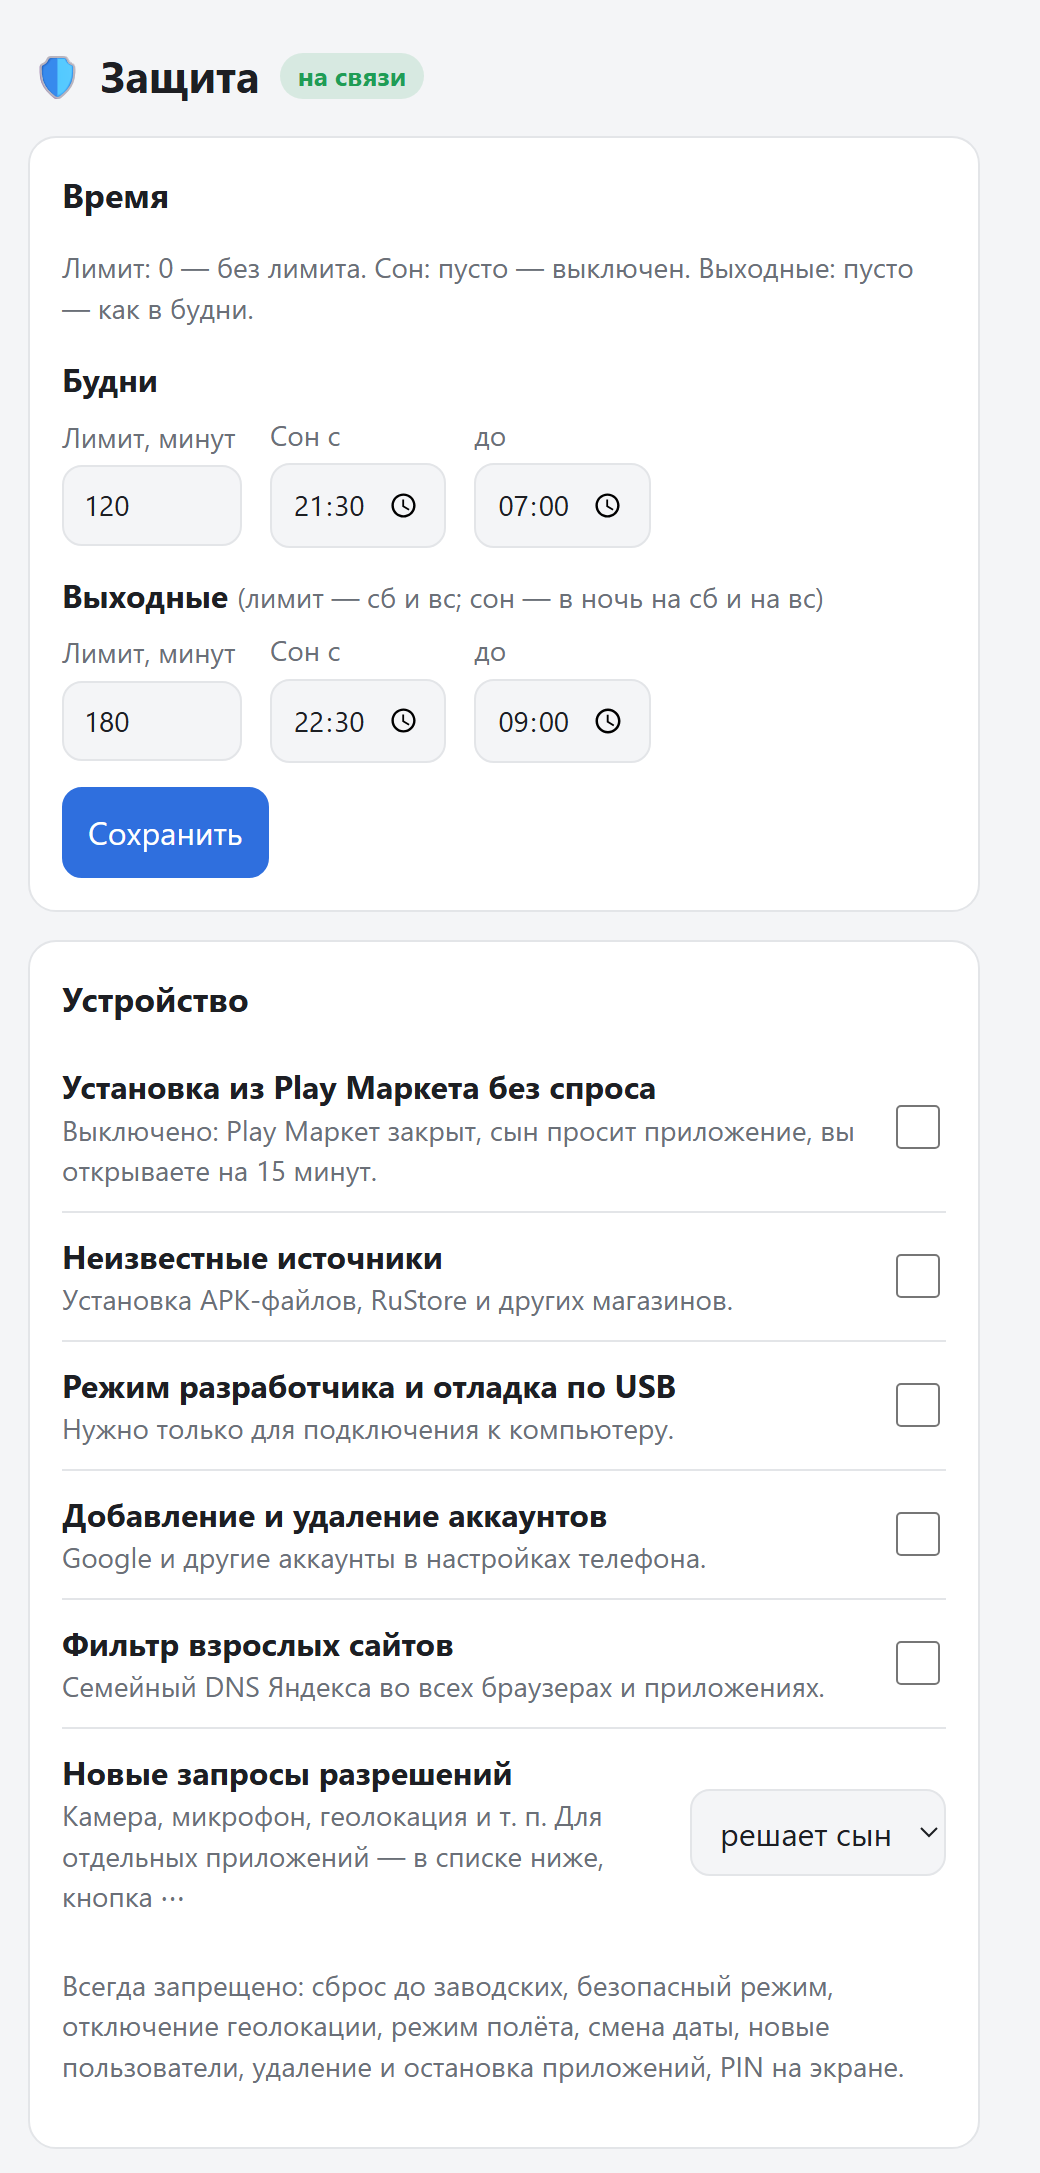 Защита на связи
Время
Лимит: 0 — без лимита. Сон: пусто — выключен. Выходные: пусто
— как в будни.
Будни
Лимит, минут Сон с до
120 21:30 07:00
Выходные (лимит — сб и вс; сон — в ночь на сб и на вс)
Лимит, минут Сон с до
180 22:30 09:00
Сохранить
Устройство
Установка из Play Маркета без спроса
Выключено: Play Маркет закрыт, сын просит приложение, вы
открываете на 15 минут.
Неизвестные источники
Установка APK-файлов, RuStore и других магазинов.
Режим разработчика и отладка по USB
Нужно только для подключения к компьютеру.
Добавление и удаление аккаунтов
Google и другие аккаунты в настройках телефона.
Фильтр взрослых сайтов
Семейный DNS Яндекса во всех браузерах и приложениях.
Новые запросы разрешений
Камера, микрофон, геолокация и т. п. Для
отдельных приложений — в списке ниже,
кнопка ⋯
решает сын
Всегда запрещено: сброс до заводских, безопасный режим,
отключение геолокации, режим полёта, смена даты, новые
пользователи, удаление и остановка приложений, PIN на экране.